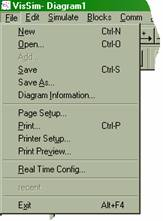 VisSim- Diagram1
File Edit Simulate Blocks Comm
New Ctrl-N
Open... Ctrl-O
Add...
Save Ctrl-S
Save As...
Diagram Information...
Page Setup...
Print... Ctrl-P
Printer Setup...
Print Preview...
Real Time Config...
recent
Exit Alt+F4